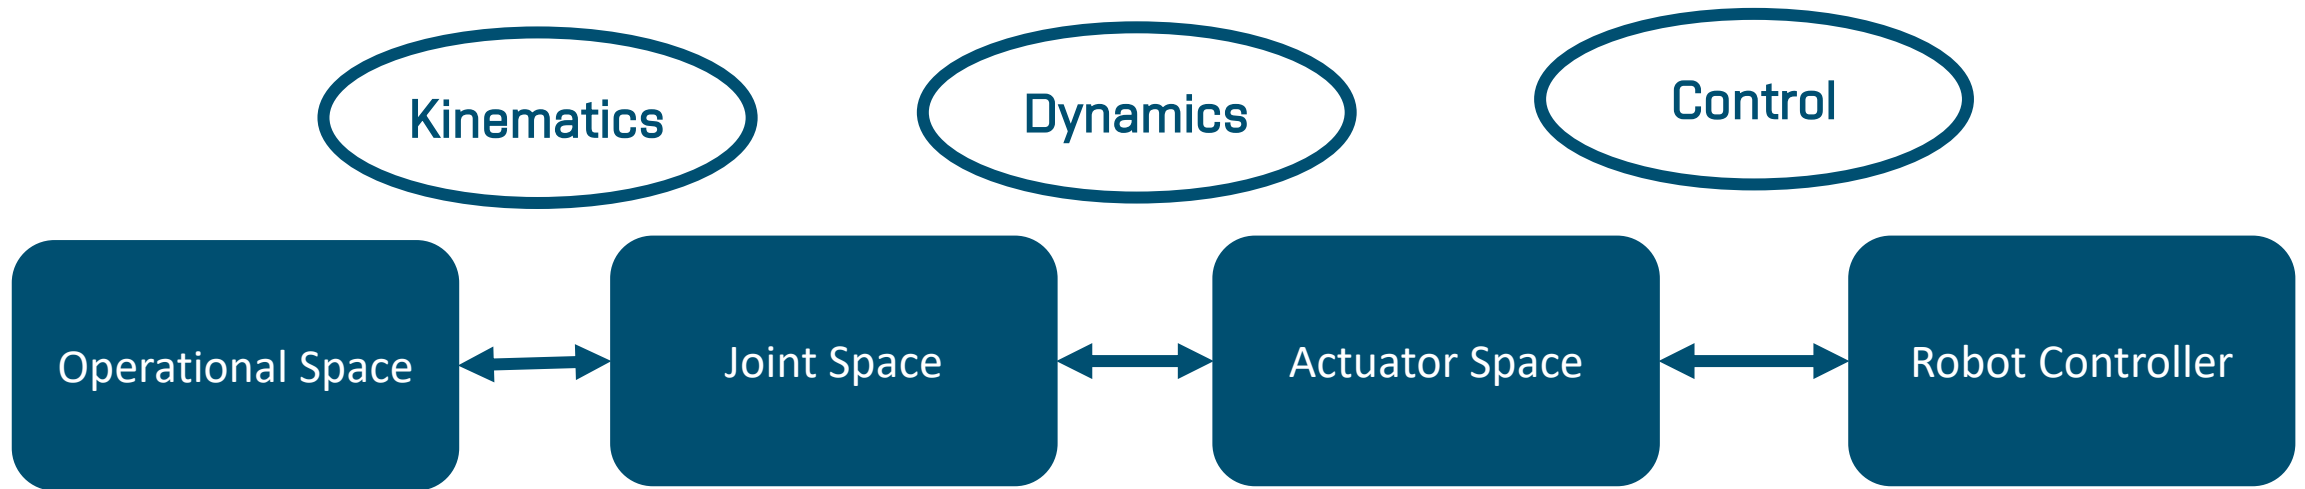 Kinematics
Dynamics
Control
Operational Space
Joint Space
Actuator Space
Robot Controller